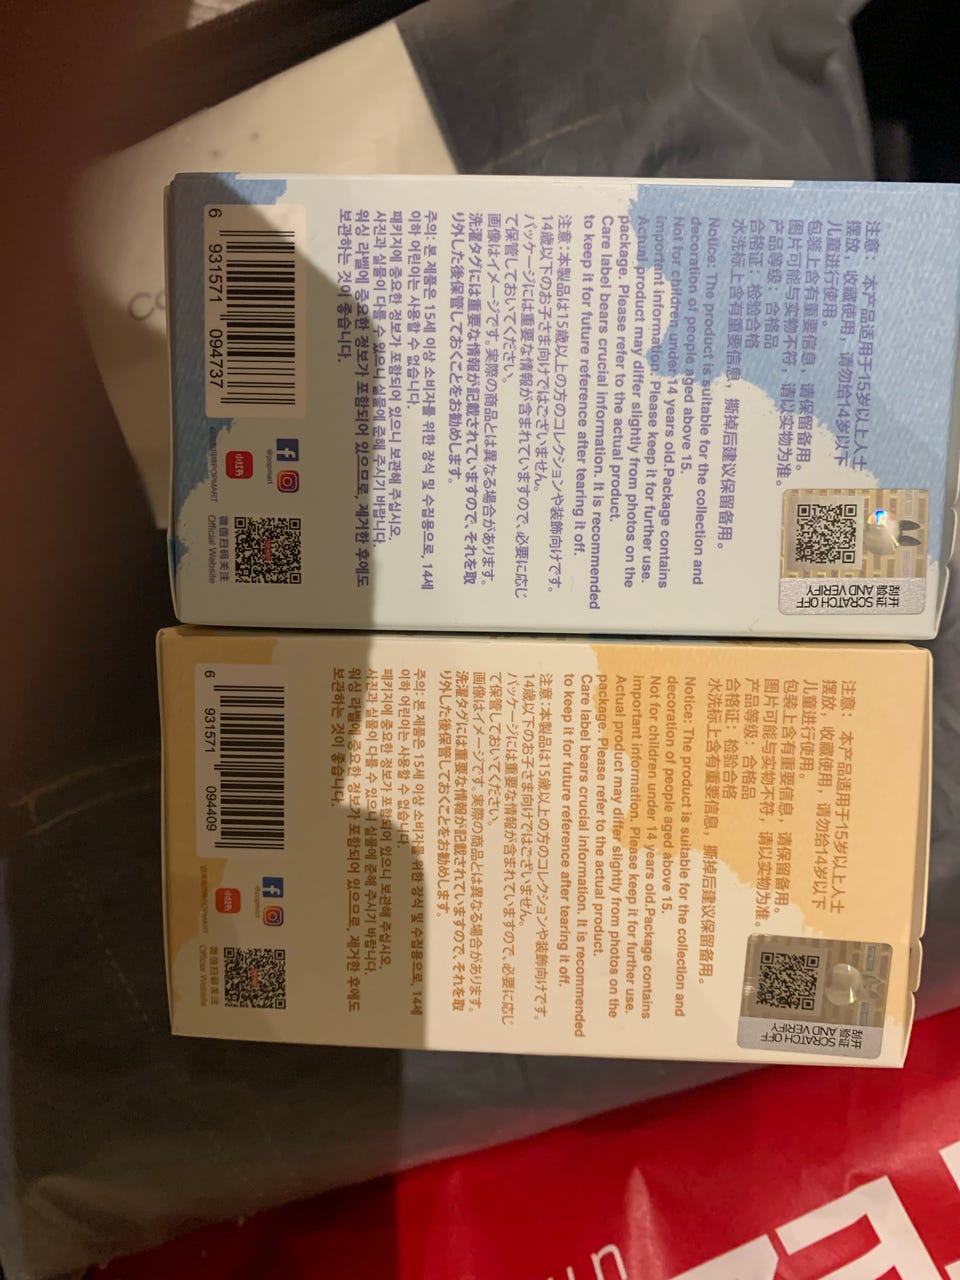 注意：本产品适用于15岁以上人士
摆放，收藏使用，请勿给14岁以下
儿童进行使用。
包装上含有重要信息，请保留备用。
图片可能与实物不符，请以实物为准。
产品等级：合格品
合格证：检验合格
水洗标上含有重要信息，撕掉后建议保留备用。
Notice: The product is suitable for the collection and
decoration of people aged above 15.
Not for children under 14 years old.Package contains
important information. Please keep it for further use.
Actual product may differ slightly from photos on the
package. Please refer to the actual product.
Care label bears crucial information. It is recommended
to keep it for future reference after tearing it off.
注意:本製品は15歳以上の方のコレクションや装飾向けです。
14歳以下のお子さま向けではございません。
パッケージには重要な情報が含まれていますので、必要に応じ
て保管しておいてください。
画像はイメージです。実際の商品とは異なる場合があります。
洗濯タグには重要な情報が記載されていますので、それを取
り外した後保管しておくことをお勧めします。
주의: 본 제품은 15세 이상 소비자를 위한 장식 및 수집용으로, 14세
이하 어린이는 사용할 수 없습니다.
패키지에 중요한 정보가 포함되어 있으니 보관해 주십시오.
사진과 실물이 다를 수 있으니 실물에 준해 주시기 바랍니다.
워싱 라벨에 중요한 정보가 포함되어 있으므로, 제거한 후에도
보관하는 것이 좋습니다.
6 931571 094737
@popmart
小红书
微信扫码关注
Official Website
刮开
验证
SCRATCH OFF
AND VERIFY
注意：本产品适用于15岁以上人士
摆放，收藏使用，请勿给14岁以下
儿童进行使用。
包装上含有重要信息，请保留备用。
图片可能与实物不符，请以实物为准。
产品等级：合格品
合格证：检验合格
水洗标上含有重要信息，撕掉后建议保留备用。
Notice: The product is suitable for the collection and
decoration of people aged above 15.
Not for children under 14 years old.Package contains
important information. Please keep it for further use.
Actual product may differ slightly from photos on the
package. Please refer to the actual product.
Care label bears crucial information. It is recommended
to keep it for future reference after tearing it off.
注意:本製品は15歳以上の方のコレクションや装飾向けです。
14歳以下のお子さま向けではございません。
パッケージには重要な情報が含まれていますので、必要に応じ
て保管しておいてください。
画像はイメージです。実際の商品とは異なる場合があります。
洗濯タグには重要な情報が記載されていますので、それを取
り外した後保管しておくことをお勧めします。
주의: 본 제품은 15세 이상 소비자를 위한 장식 및 수집용으로, 14세
이하 어린이는 사용할 수 없습니다.
패키지에 중요한 정보가 포함되어 있으니 보관해 주십시오.
사진과 실물이 다를 수 있으니 실물에 준해 주시기 바랍니다.
워싱 라벨에 중요한 정보가 포함되어 있으므로, 제거한 후에도
보관하는 것이 좋습니다.
6 931571 094409
@popmart
小红书
微信扫码关注
Official Website
刮开
验证
SCRATCH OFF
AND VERIFY